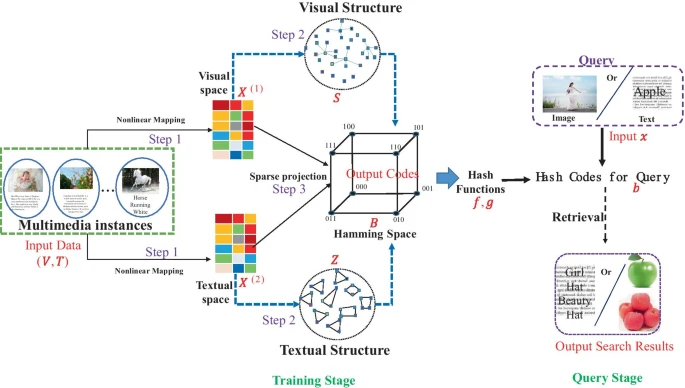 Visual Structure
Step 2
S
Visual
space
X (1)
Nonlinear Mapping
Step 1
Horse
Running
White
Multimedia instances
Input Data
(V, T)
Step 1
Nonlinear Mapping
Textual
space
X (2)
Sparse projection
Step 3
100
101
111
110
Output Codes
000
001
011
B
010
Hamming Space
Z
Step 2
Textual Structure
Training Stage
Hash
Functions
f, g
Query
Or
Apple
Image
Text
Input x
Hash Codes for Query
b
Retrieval
Girl
Hat
Beauty
Hat
Or
Output Search Results
Query Stage